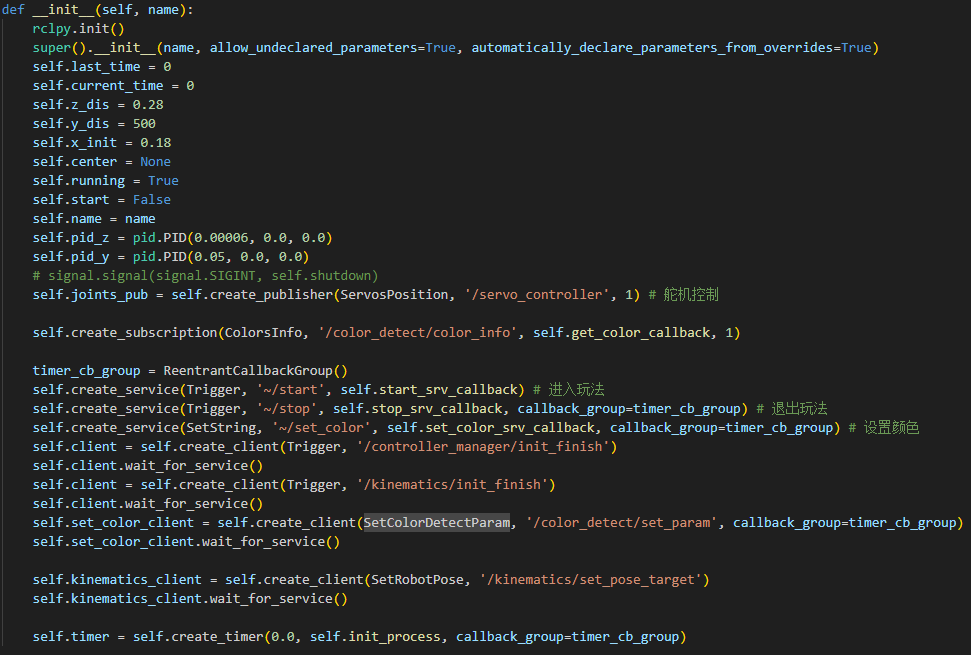 def __init__(self, name):
    rclpy.init()
    super().__init__(name, allow_undeclared_parameters=True, automatically_declare_parameters_from_overrides=True)
    self.last_time = 0
    self.current_time = 0
    self.z_dis = 0.28
    self.y_dis = 500
    self.x_init = 0.18
    self.center = None
    self.running = True
    self.start = False
    self.name = name
    self.pid_z = pid.PID(0.00006, 0.0, 0.0)
    self.pid_y = pid.PID(0.05, 0.0, 0.0)
    # signal.signal(signal.SIGINT, self.shutdown)
    self.joints_pub = self.create_publisher(ServosPosition, '/servo_controller', 1) # 舵机控制
    self.create_subscription(ColorsInfo, '/color_detect/color_info', self.get_color_callback, 1)
    timer_cb_group = ReentrantCallbackGroup()
    self.create_service(Trigger, '~/start', self.start_srv_callback) # 进入玩法
    self.create_service(Trigger, '~/stop', self.stop_srv_callback, callback_group=timer_cb_group) # 退出玩法
    self.create_service(SetString, '~/set_color', self.set_color_srv_callback, callback_group=timer_cb_group) # 设置颜色
    self.client = self.create_client(Trigger, '/controller_manager/init_finish')
    self.client.wait_for_service()
    self.client = self.create_client(Trigger, '/kinematics/init_finish')
    self.client.wait_for_service()
    self.set_color_client = self.create_client(SetColorDetectParam, '/color_detect/set_param', callback_group=timer_cb_group)
    self.set_color_client.wait_for_service()
    self.kinematics_client = self.create_client(SetRobotPose, '/kinematics/set_pose_target')
    self.kinematics_client.wait_for_service()
    self.timer = self.create_timer(0.0, self.init_process, callback_group=timer_cb_group)